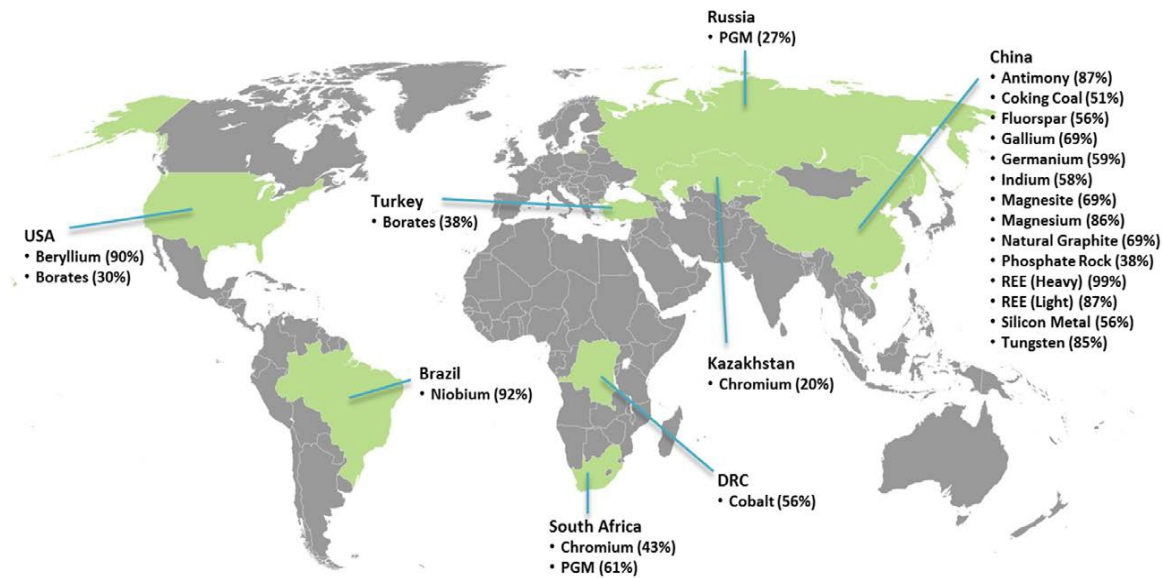 Russia
• PGM (27%)
China
• Antimony (87%)
• Coking Coal (51%)
• Fluorspar (56%)
• Gallium (69%)
• Germanium (59%)
• Indium (58%)
• Magnesite (69%)
• Magnesium (86%)
• Natural Graphite (69%)
• Phosphate Rock (38%)
• REE (Heavy) (99%)
• REE (Light) (87%)
• Silicon Metal (56%)
• Tungsten (85%)
Turkey
• Borates (38%)
USA
• Beryllium (90%)
• Borates (30%)
Brazil
• Niobium (92%)
Kazakhstan
• Chromium (20%)
DRC
• Cobalt (56%)
South Africa
• Chromium (43%)
• PGM (61%)